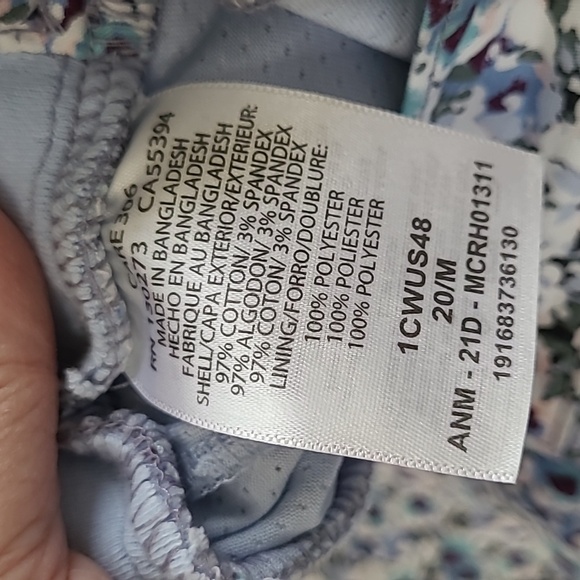 CA55394
MADE IN BANGLADESH
HECHO EN BANGLADESH
FABRIQUE AU BANGLADESH
SHELL/CAPA EXTERIOR/EXTERIEUR:
97% COTTON/ 3% SPANDEX
97% ALGODON/ 3% SPANDEX
97% COTON/ 3% SPANDEX
LINING/FORRO/DOUBLURE:
100% POLYESTER
100% POLIESTER
100% POLYESTER
1CWUS48
20/M
ANM - 21D - MCRH01311
191683736130